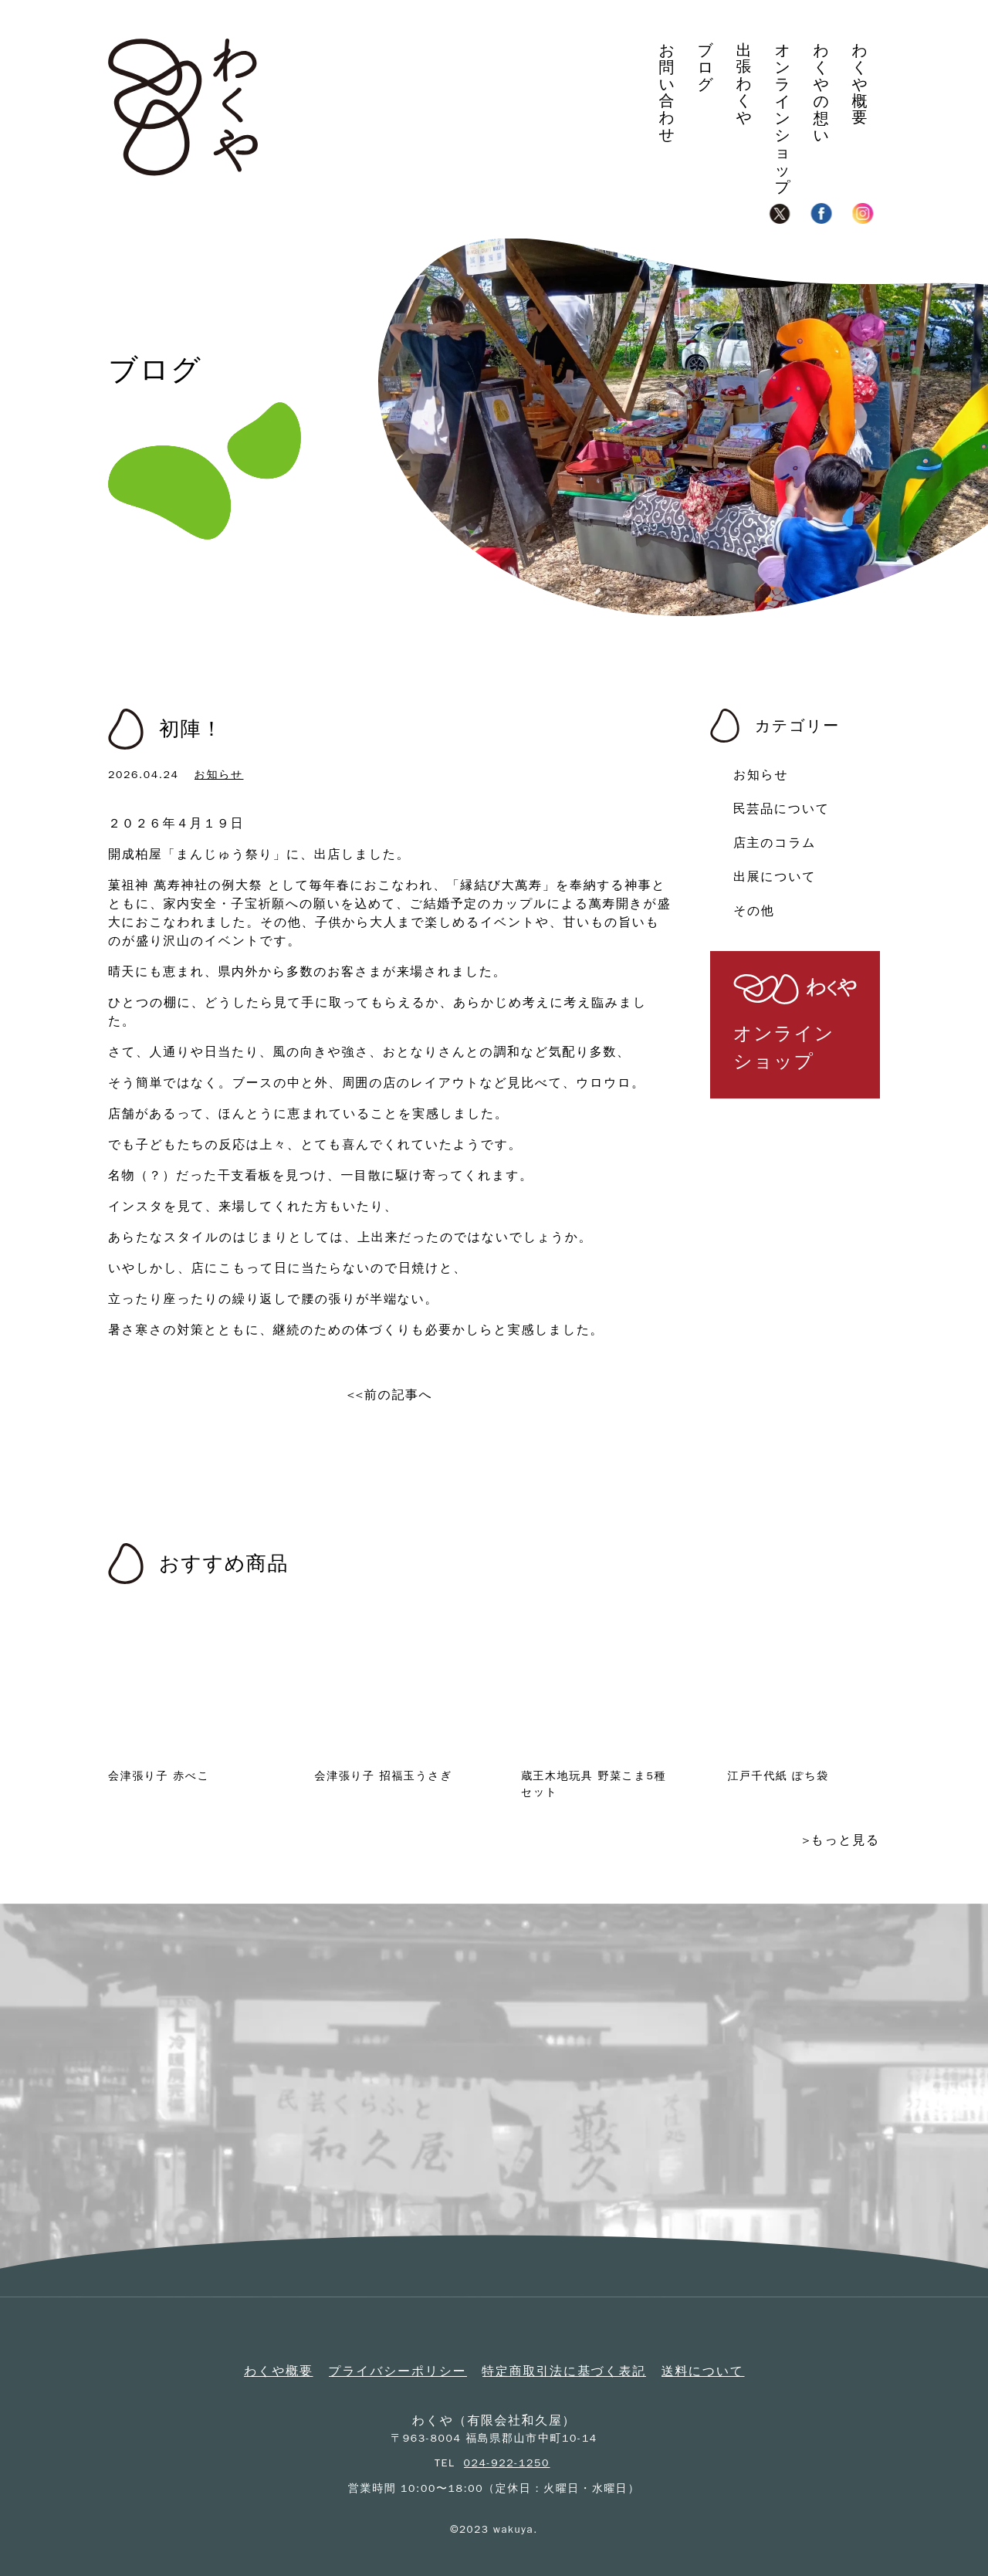 わくや
わくや概要
わくやの想い
オンラインショップ
出張わくや
ブログ
お問い合わせ
ブログ
初陣！
2026.04.24 お知らせ
２０２６年４月１９日
開成柏屋「まんじゅう祭り」に、出店しました。
菓祖神 萬寿神社の例大祭 として毎年春におこなわれ、「縁結び大萬寿」を奉納する神事と
ともに、家内安全・子宝祈願への願いを込めて、ご結婚予定のカップルによる萬寿開きが盛
大におこなわれました。その他、子供から大人まで楽しめるイベントや、甘いもの旨いも
のが盛り沢山のイベントです。
晴天にも恵まれ、県内外から多数のお客さまが来場されました。
ひとつの棚に、どうしたら見て手に取ってもらえるか、あらかじめ考えに考え臨みまし
た。
さて、人通りや日当たり、風の向きや強さ、おとなりさんとの調和など気配り多数、
そう簡単ではなく。ブースの中と外、周囲の店のレイアウトなど見比べて、ウロウロ。
店舗があるって、ほんとうに恵まれていることを実感しました。
でも子どもたちの反応は上々、とても喜んでくれていたようです。
名物（？）だった干支看板を見つけ、一目散に駆け寄ってくれます。
インスタを見て、来場してくれた方もいたり、
あらたなスタイルのはじまりとしては、上出来だったのではないでしょうか。
いやしかし、店にこもって日に当たらないので日焼けと、
立ったり座ったりの繰り返しで腰の張りが半端ない。
暑さ寒さの対策とともに、継続のための体づくりも必要かしらと実感しました。
<<前の記事へ
カテゴリー
お知らせ
民芸品について
店主のコラム
出展について
その他
わくや
オンライン
ショップ
おすすめ商品
会津張り子 赤べこ
会津張り子 招福玉うさぎ
蔵王木地玩具 野菜こま5種
セット
江戸千代紙 ぽち袋
>もっと見る
民芸くらふと
和久屋
そば処
藪久
わくや概要 プライバシーポリシー 特定商取引法に基づく表記 送料について
わくや（有限会社和久屋）
〒963-8004 福島県郡山市中町10-14
TEL 024-922-1250
営業時間 10:00〜18:00（定休日：火曜日・水曜日）
©2023 wakuya.